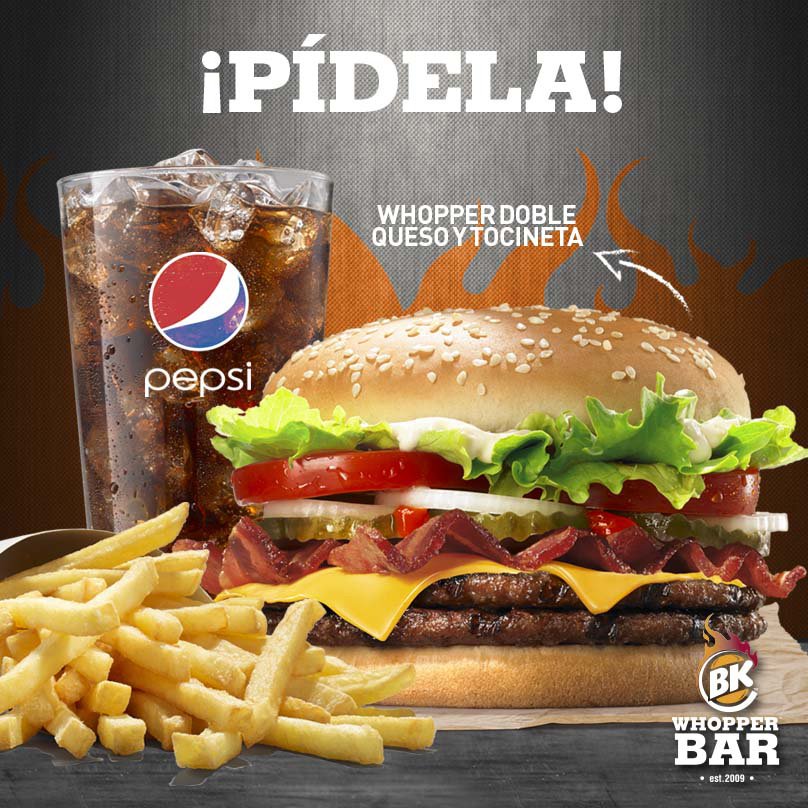 ¡PÍDELA!
WHOPPER DOBLE
QUESO Y TOCINETA
pepsi
BK
WHOPPER
BAR
• est.2009 •